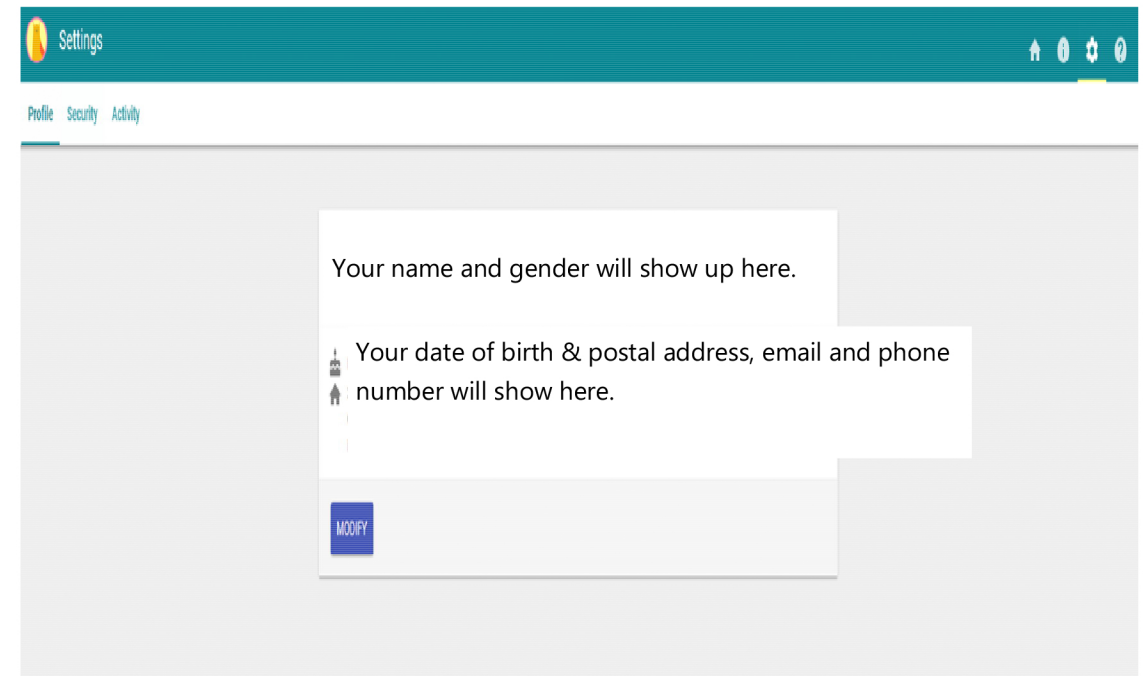 Settings
Profile Security Activity
Your name and gender will show up here.
Your date of birth & postal address, email and phone
number will show here.
MODIFY